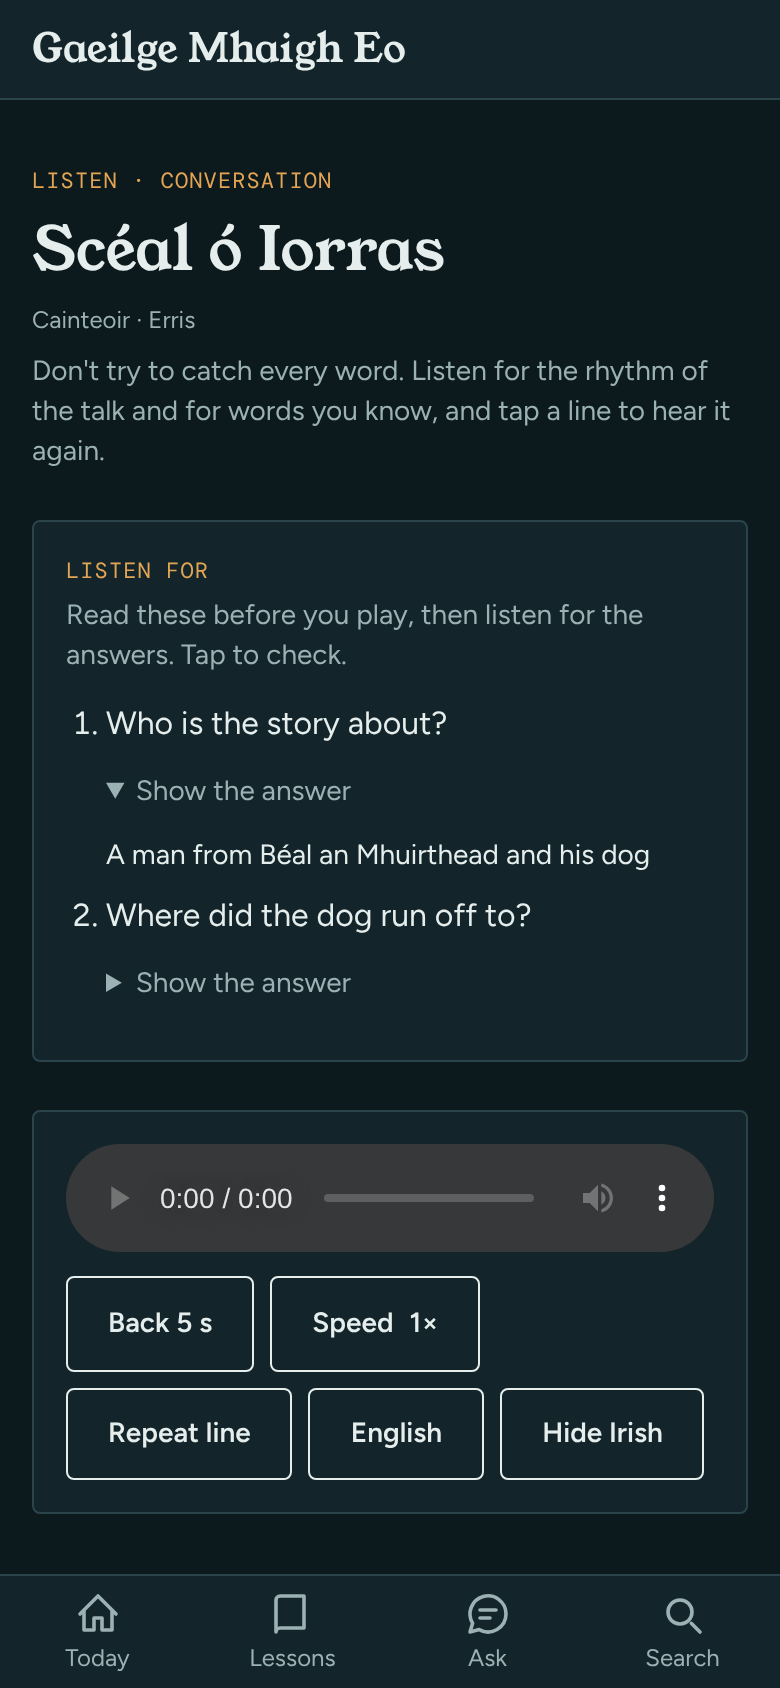 Gaeilge Mhaigh Eo
LISTEN · CONVERSATION
Scéal ó Iorras
Cainteoir · Erris
Don't try to catch every word. Listen for the rhythm of
the talk and for words you know, and tap a line to hear it
again.
LISTEN FOR
Read these before you play, then listen for the
answers. Tap to check.
1. Who is the story about?
Show the answer
A man from Béal an Mhuirthead and his dog
2. Where did the dog run off to?
Show the answer
0:00 / 0:00
Back 5 s
Speed 1×
Repeat line
English
Hide Irish
Today
Lessons
Ask
Search